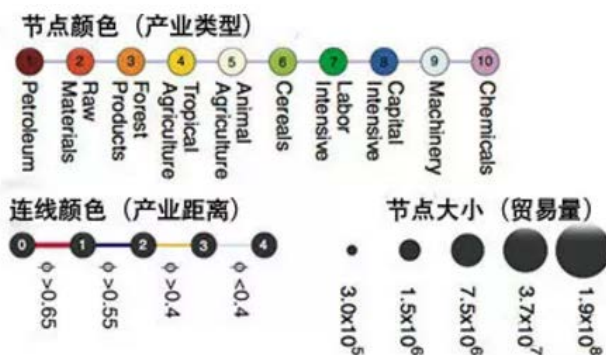 节点颜色（产业类型）
1 2 3 4 5 6 7 8 9 10
Petroleum
Raw
Materials
Forest
Products
Tropical
Agriculture
Animal
Agriculture
Cereals
Labor
Intensive
Capital
Intensive
Machinery
Chemicals
连线颜色（产业距离）
0 1 2 3 4
ϕ >0.65
ϕ >0.55
ϕ >0.4
ϕ <0.4
节点大小（贸易量）
3.0x10⁵
1.5x10⁶
7.5x10⁶
3.7x10⁷
1.9x10⁸